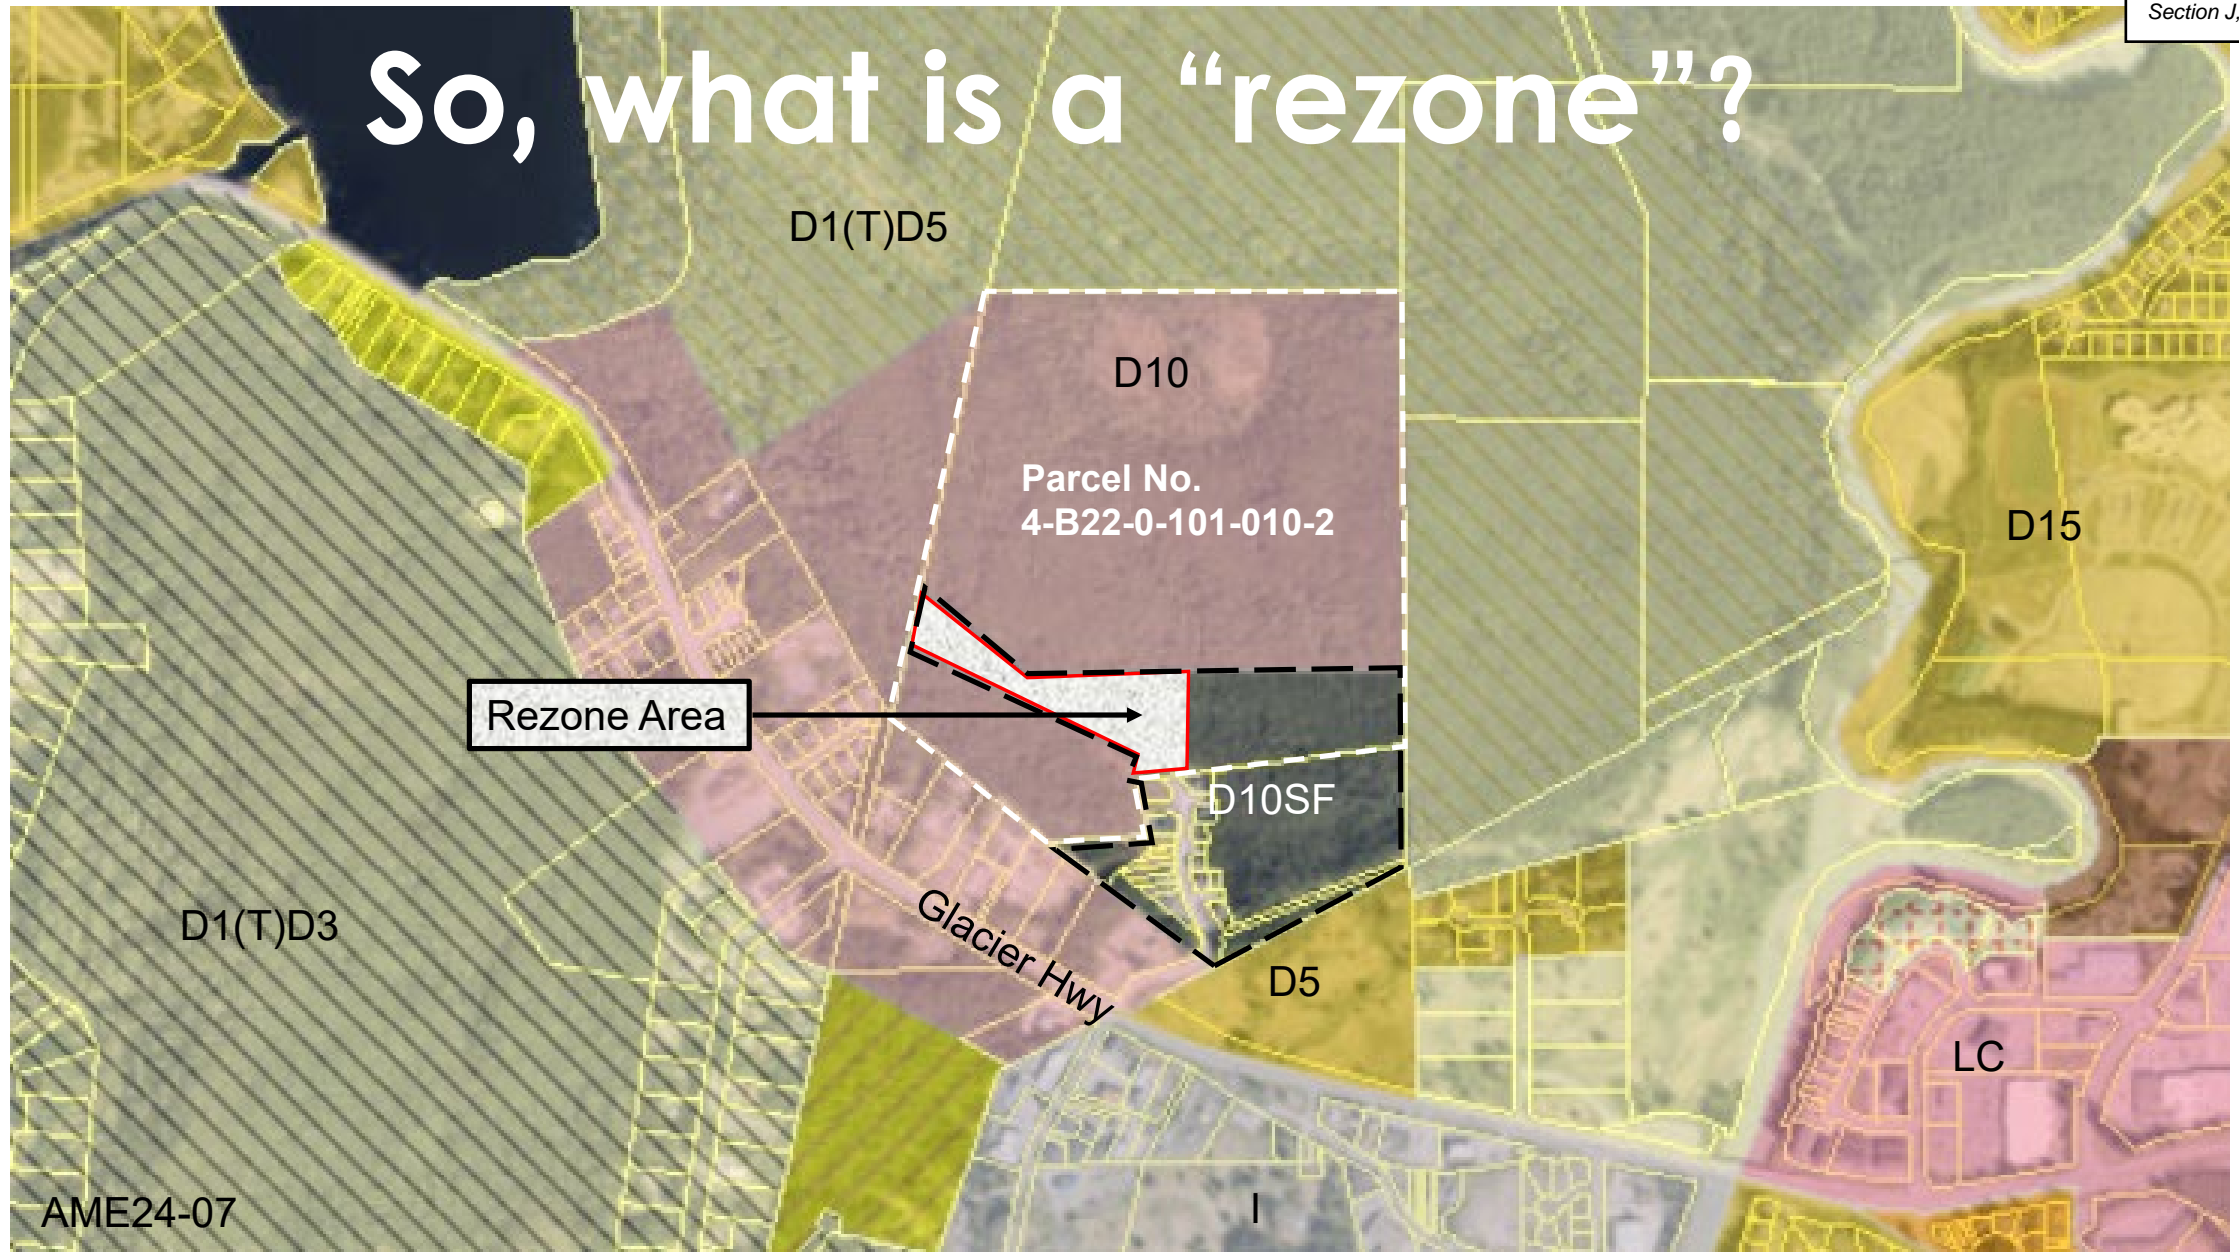 Section J,
So, what is a “rezone”?
D1(T)D5
D10
Parcel No.
4-B22-0-101-010-2
D15
Rezone Area
D10SF
D1(T)D3
Glacier Hwy
D5
LC
I
AME24-07